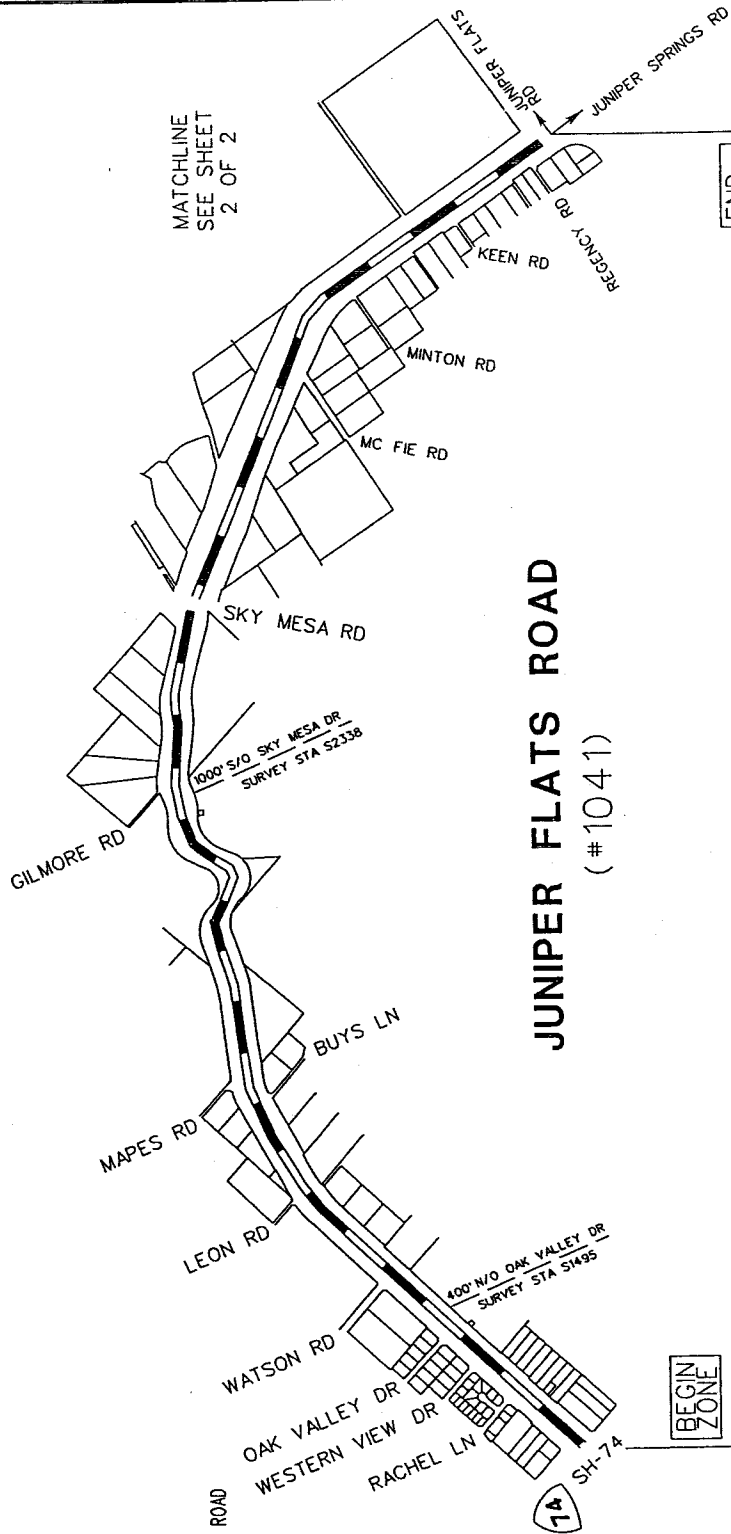 MATCHLINE
SEE SHEET
2 OF 2
JUNIPER FLATS
RD
JUNIPER SPRINGS RD
REGENCY RD
KEEN RD
MINTON RD
MC FIE RD
SKY MESA RD
1000' S/O SKY MESA DR
SURVEY STA S2338
GILMORE RD
BUYS LN
MAPES RD
LEON RD
400' N/O OAK VALLEY DR
SURVEY STA S1495
WATSON RD
OAK VALLEY DR
WESTERN VIEW DR
RACHEL LN
ROAD
SH-74
74
BEGIN
ZONE
JUNIPER FLATS ROAD
(#1041)